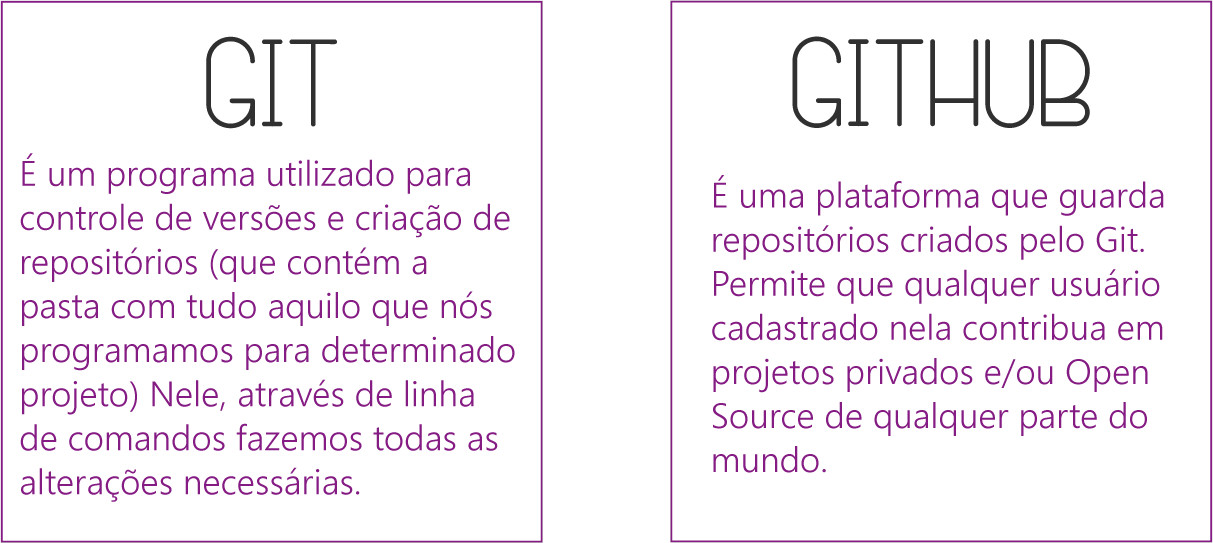 GIT
É um programa utilizado para
controle de versões e criação de
repositórios (que contém a
pasta com tudo aquilo que nós
programamos para determinado
projeto) Nele, através de linha
de comandos fazemos todas as
alterações necessárias.
GITHUB
É uma plataforma que guarda
repositórios criados pelo Git.
Permite que qualquer usuário
cadastrado nela contribua em
projetos privados e/ou Open
Source de qualquer parte do
mundo.